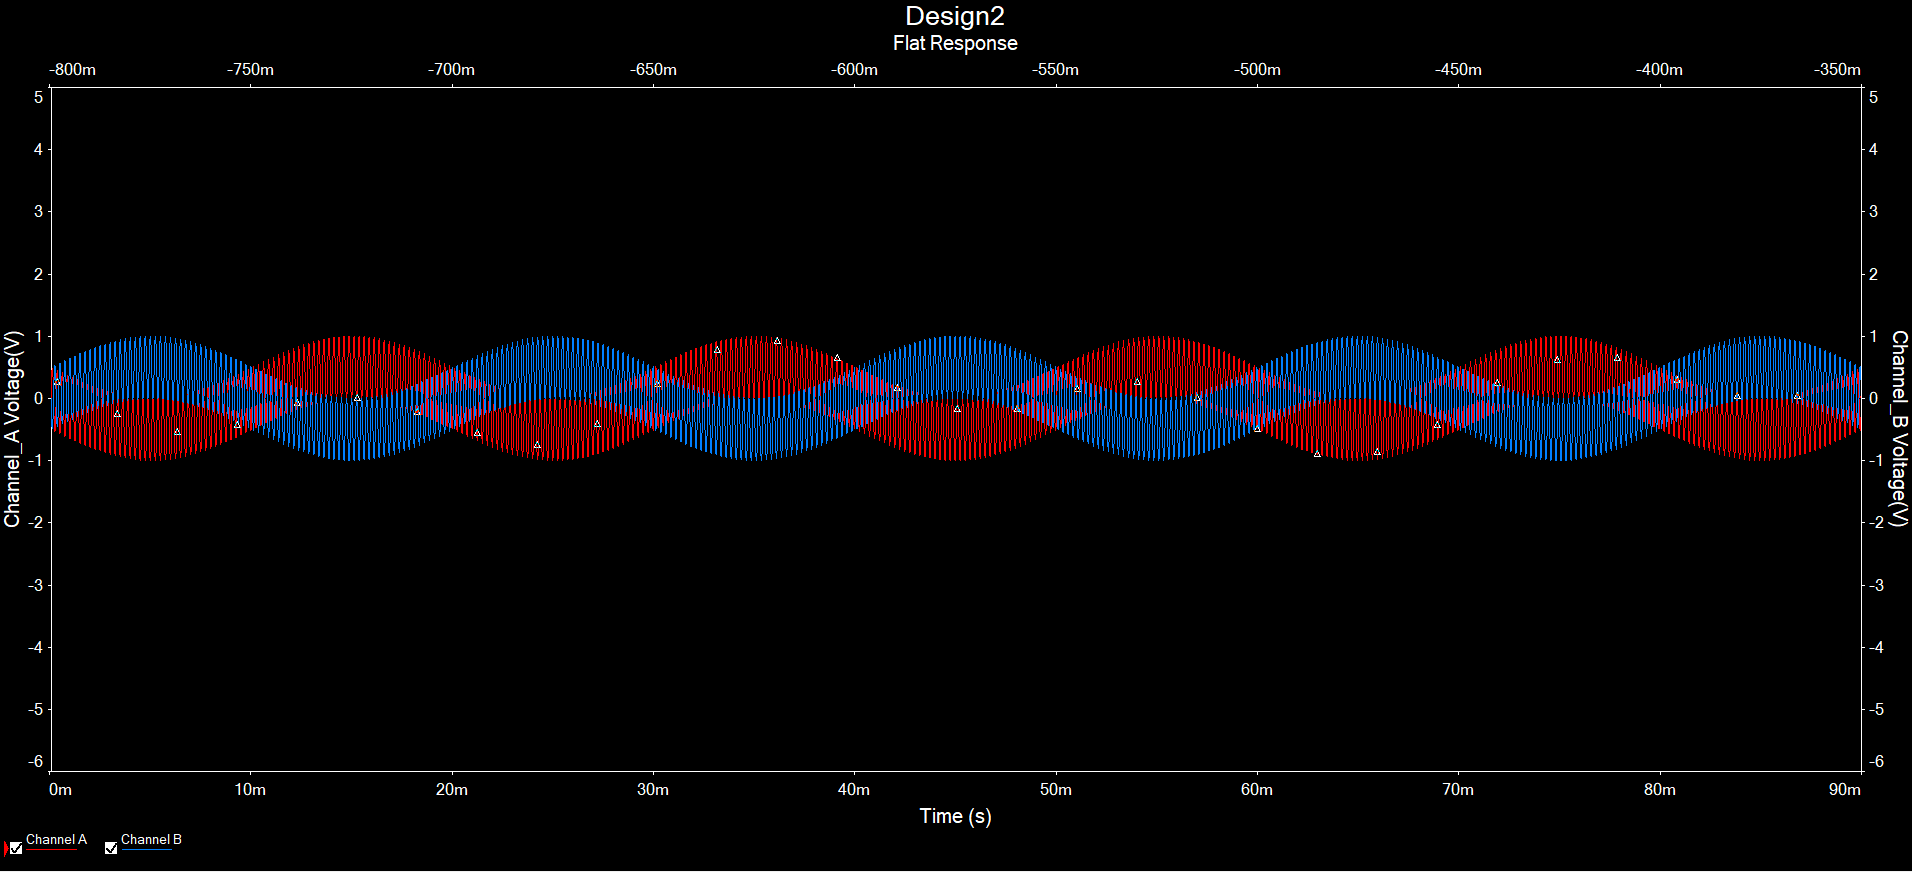 Design2
Flat Response
-800m -750m -700m -650m -600m -550m -500m -450m -400m -350m
5 5
4 4
3 3
2 2
1 1
0 0
-1 -1
-2 -2
-3 -3
-4 -4
-5 -5
-6 -6
Channel_A Voltage(V)
Channel_B Voltage(V)
0m 10m 20m 30m 40m 50m 60m 70m 80m 90m
Time (s)
Channel A Channel B